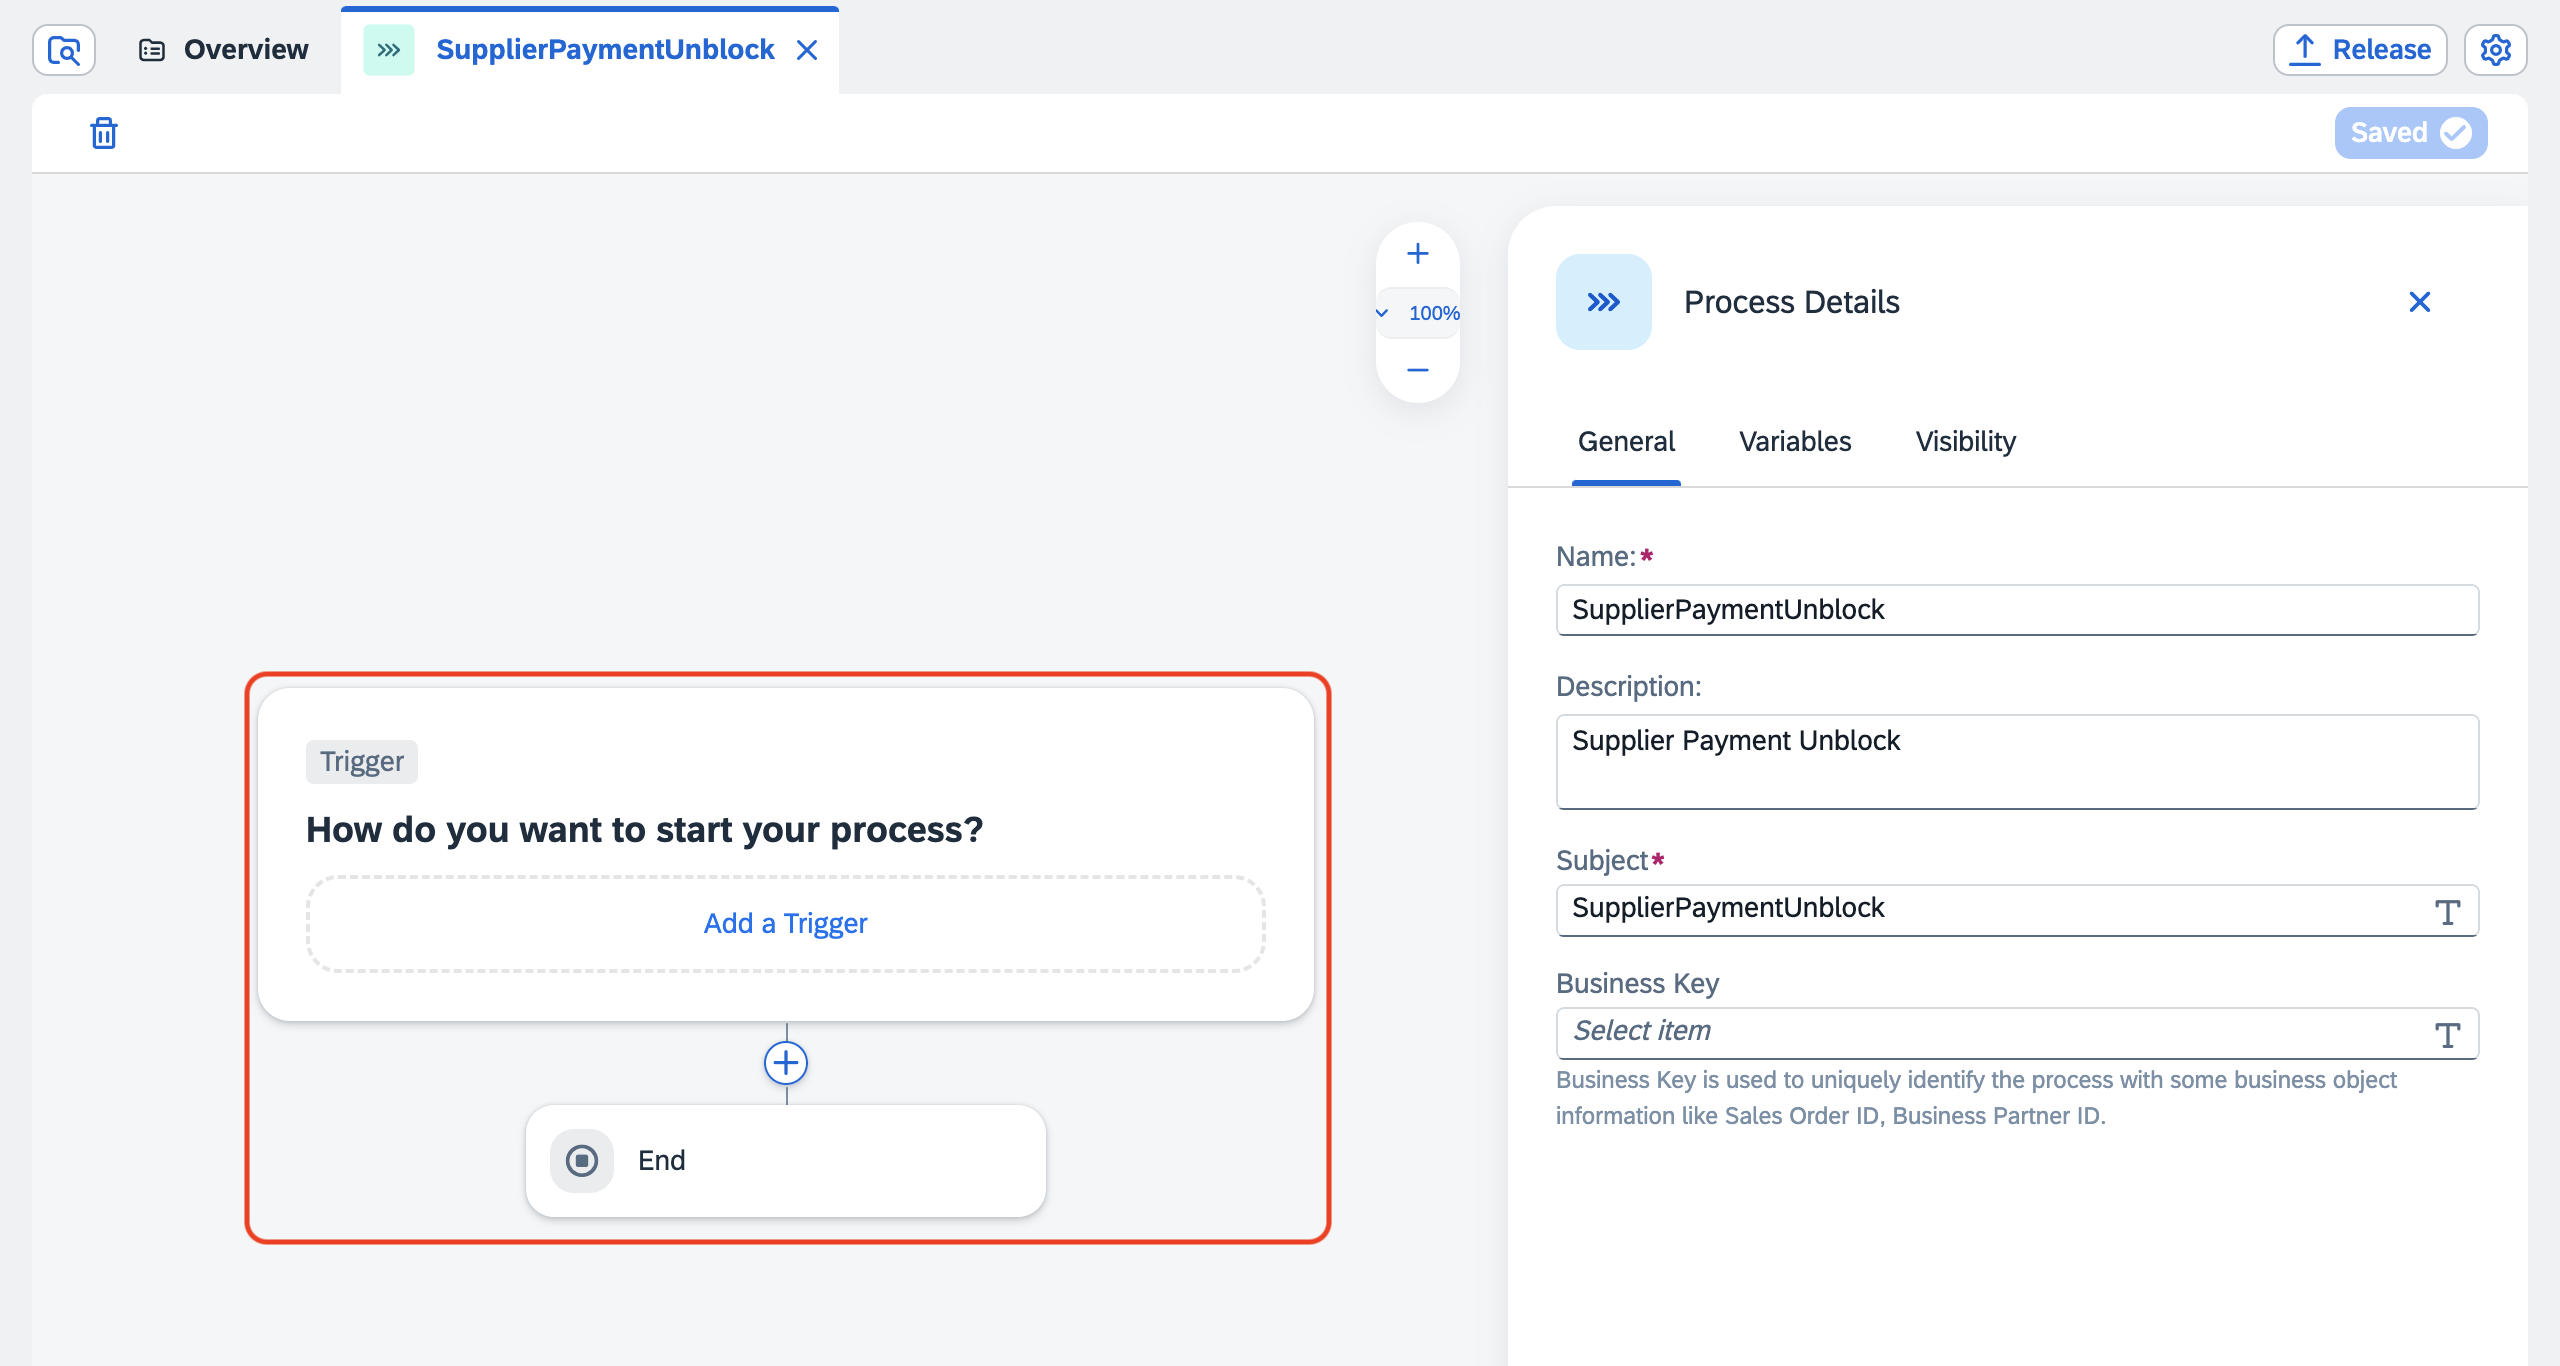 Overview
SupplierPaymentUnblock
Release
Saved
100%
Process Details
General Variables Visibility
Name:*
SupplierPaymentUnblock
Description:
Supplier Payment Unblock
Subject*
SupplierPaymentUnblock
Business Key
Select item
Business Key is used to uniquely identify the process with some business object
information like Sales Order ID, Business Partner ID.
Trigger
How do you want to start your process?
Add a Trigger
End